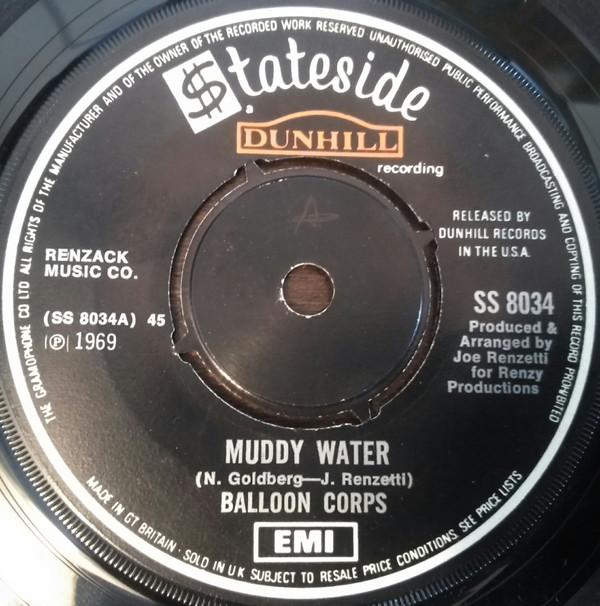 THE GRAMOPHONE CO LTD ALL RIGHTS OF THE MANUFACTURER AND OF THE OWNER OF THE RECORDED WORK RESERVED UNAUTHORISED PUBLIC PERFORMANCE BROADCASTING AND COPYING OF THIS RECORD PROHIBITED
$tateside
DUNHILL
recording
RELEASED BY
DUNHILL RECORDS
IN THE U.S.A.
RENZACK
MUSIC CO.
(SS 8034A) 45
℗ 1969
SS 8034
Produced &
Arranged by
Joe Renzetti
for Renzy
Productions
A
MUDDY WATER
(N. Goldberg—J. Renzetti)
BALLOON CORPS
EMI
MADE IN GT BRITAIN · SOLD IN U K SUBJECT TO RESALE PRICE CONDITIONS. SEE PRICE LISTS